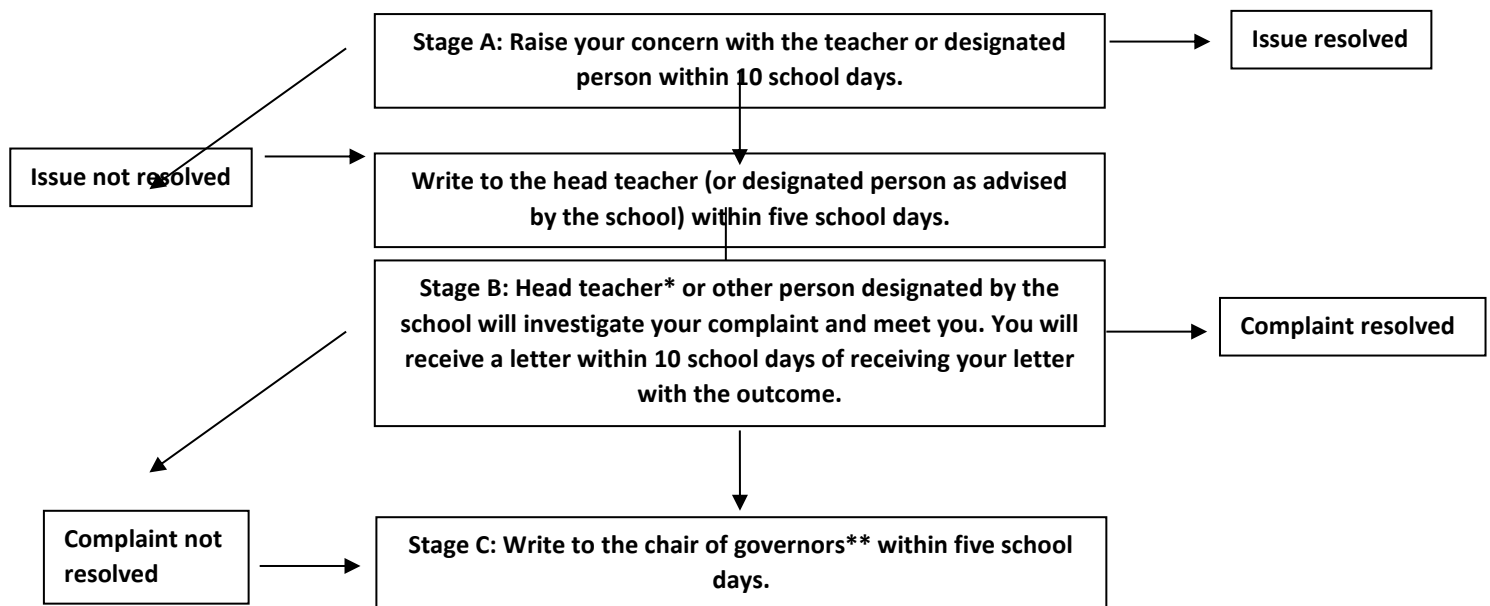 Stage A: Raise your concern with the teacher or designated
person within 10 school days.
Issue resolved
Issue not resolved
Write to the head teacher (or designated person as advised
by the school) within five school days.
Stage B: Head teacher* or other person designated by the
school will investigate your complaint and meet you. You will
receive a letter within 10 school days of receiving your letter
with the outcome.
Complaint resolved
Complaint not
resolved
Stage C: Write to the chair of governors** within five school
days.